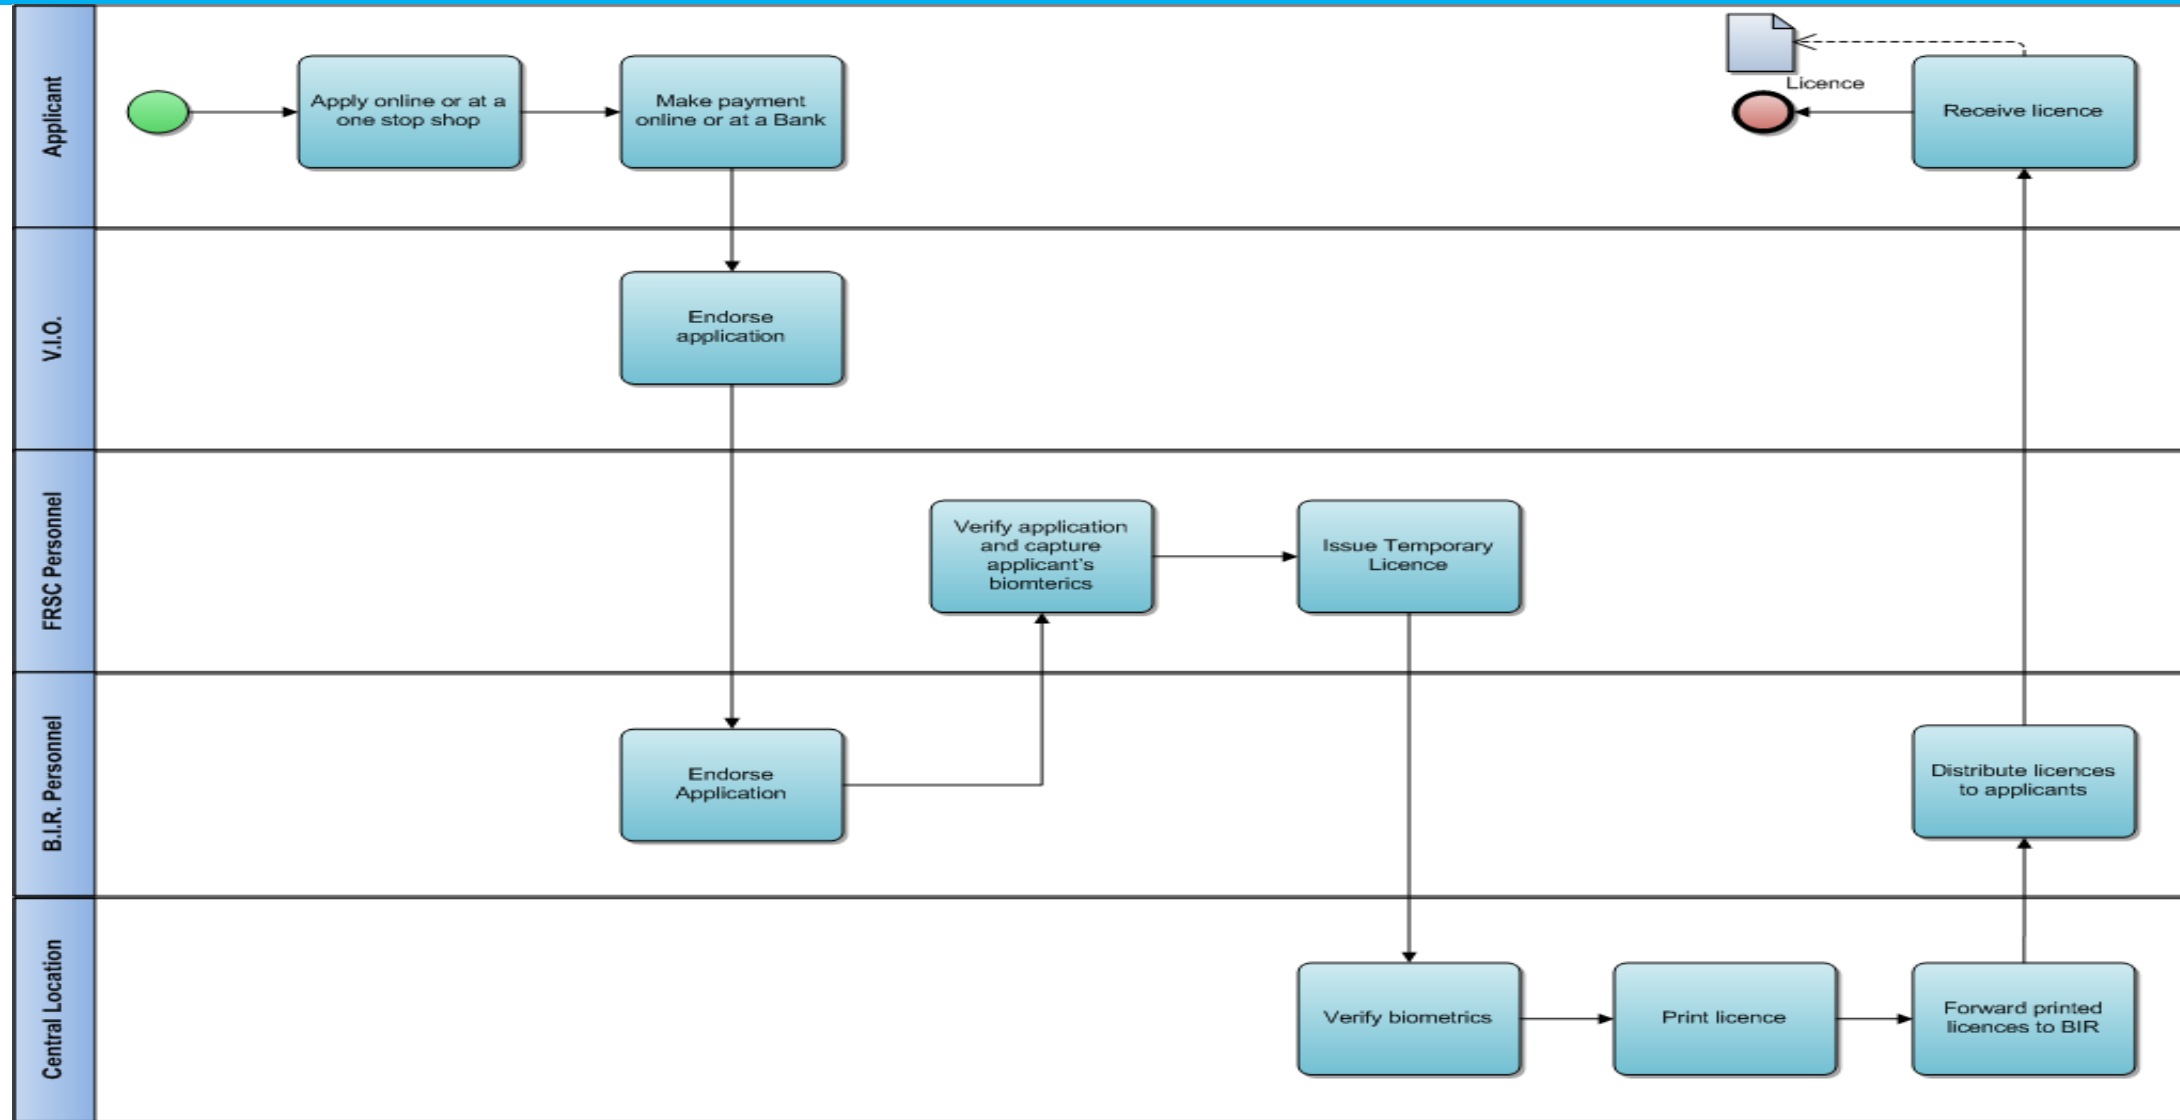 Applicant
Apply online or at a
one stop shop
Make payment
online or at a Bank
Licence
Receive licence
V.I.O.
Endorse
application
FRSC Personnel
Verify application
and capture
applicant's
biomterics
Issue Temporary
Licence
B.I.R. Personnel
Endorse
Application
Distribute licences
to applicants
Central Location
Verify biometrics
Print licence
Forward printed
licences to BIR